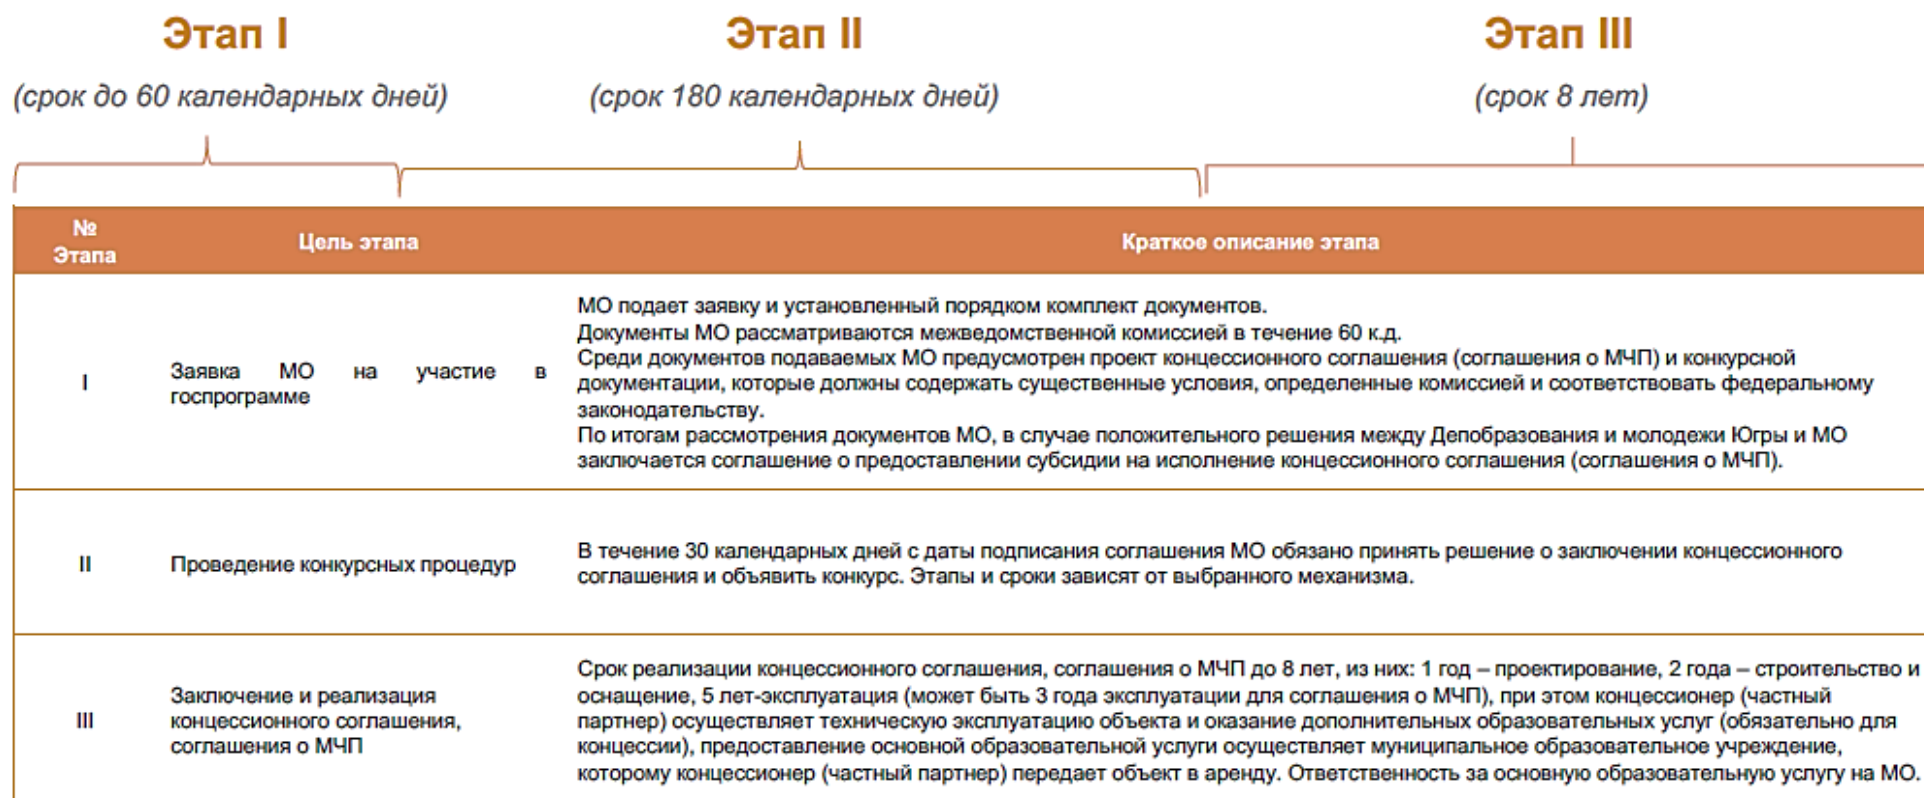 Этап I
Этап II
Этап III
(срок до 60 календарных дней)
(срок 180 календарных дней)
(срок 8 лет)
№
Этапа
Цель этапа
Краткое описание этапа
I
Заявка МО на участие в
госпрограмме
МО подает заявку и установленный порядком комплект документов.
Документы МО рассматриваются межведомственной комиссией в течение 60 к.д.
Среди документов подаваемых МО предусмотрен проект концессионного соглашения (соглашения о МЧП) и конкурсной
документации, которые должны содержать существенные условия, определенные комиссией и соответствовать федеральному
законодательству.
По итогам рассмотрения документов МО, в случае положительного решения между Депобразования и молодежи Югры и МО
заключается соглашение о предоставлении субсидии на исполнение концессионного соглашения (соглашения о МЧП).
II
Проведение конкурсных процедур
В течение 30 календарных дней с даты подписания соглашения МО обязано принять решение о заключении концессионного
соглашения и объявить конкурс. Этапы и сроки зависят от выбранного механизма.
III
Заключение и реализация
концессионного соглашения,
соглашения о МЧП
Срок реализации концессионного соглашения, соглашения о МЧП до 8 лет, из них: 1 год – проектирование, 2 года – строительство и
оснащение, 5 лет-эксплуатация (может быть 3 года эксплуатации для соглашения о МЧП), при этом концессионер (частный
партнер) осуществляет техническую эксплуатацию объекта и оказание дополнительных образовательных услуг (обязательно для
концессии), предоставление основной образовательной услуги осуществляет муниципальное образовательное учреждение,
которому концессионер (частный партнер) передает объект в аренду. Ответственность за основную образовательную услугу на МО.